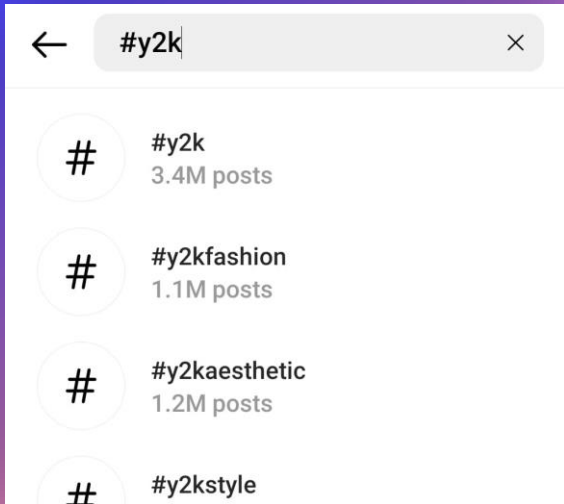 #y2k
#
#y2k
3.4M posts
#
#y2kfashion
1.1M posts
#
#y2kaesthetic
1.2M posts
#
#y2kstyle